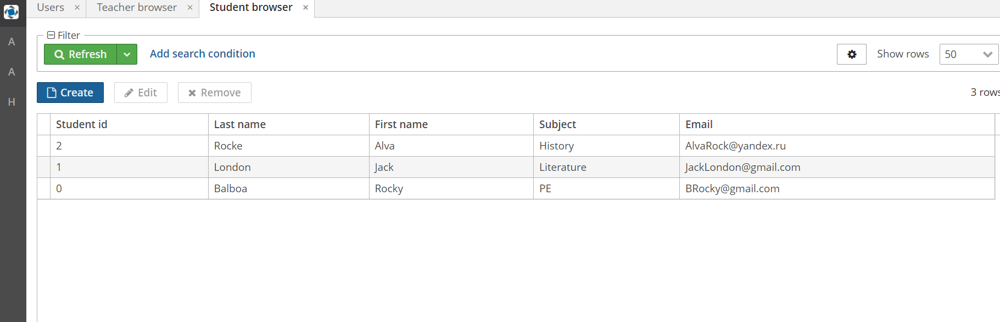 Users × Teacher browser × Student browser ×
A
A
H
Filter
Refresh Add search condition Show rows 50
Create Edit Remove 3 rows
Student id Last name First name Subject Email
2 Rocke Alva History AlvaRock@yandex.ru
1 London Jack Literature JackLondon@gmail.com
0 Balboa Rocky PE BRocky@gmail.com